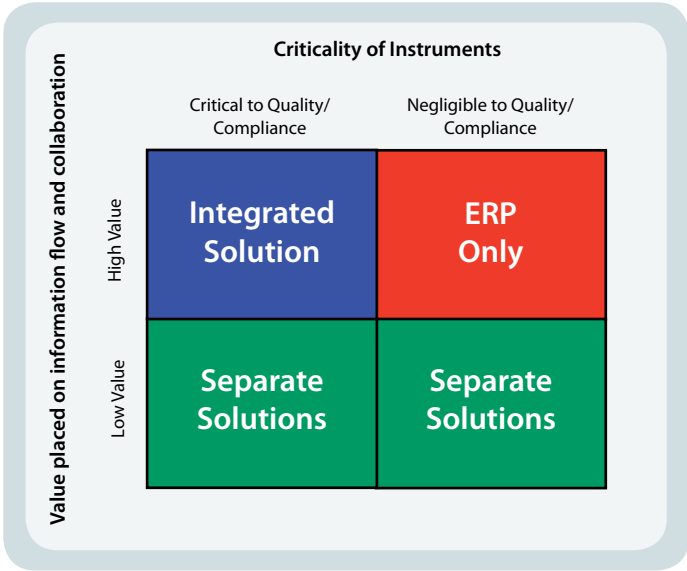 Criticality of Instruments
Value placed on information flow and collaboration
Critical to Quality/
Compliance
Negligible to Quality/
Compliance
High Value
Integrated
Solution
ERP
Only
Low Value
Separate
Solutions
Separate
Solutions